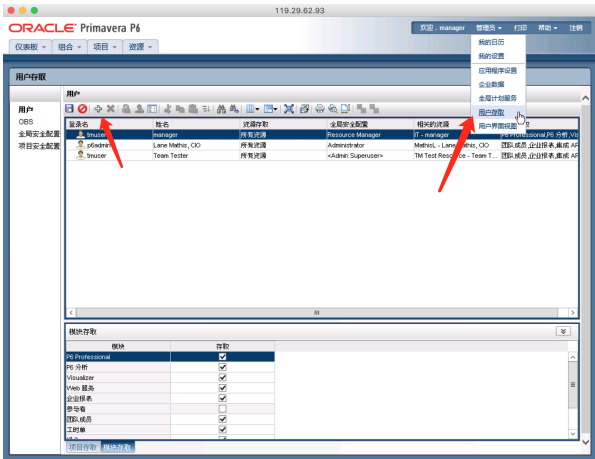 119.29.62.93
ORACLE Primavera P6
欢迎, manager 管理员 打印 帮助 注销
仪表板 组合 项目 资源
我的日历
我的设置
应用程序设置
企业数据
全局计划服务
用户存取
用户界面视图
用户存取
用户
OBS
全局安全配置
项目安全配置
用户
登录名 姓名 资源存取 全局安全配置 相关的资源
tmuser manager 所有资源 Resource Manager IT - manager P6 Professional,P6 分析,Vis
p6admin Lane Mathis, CIO 所有资源 Administrator MathisL - Lane Mathis, CIO 团队成员,企业报表,集成 AF
tmuser Team Tester 所有资源 <Admin Superuser> TM Test Resource - Team T... 团队成员,企业报表,集成 AF
模块存取
模块 存取
P6 Professional
P6 分析
Visualizer
Web 服务
企业报表
参与者
团队成员
工时单
项目存取 模块存取